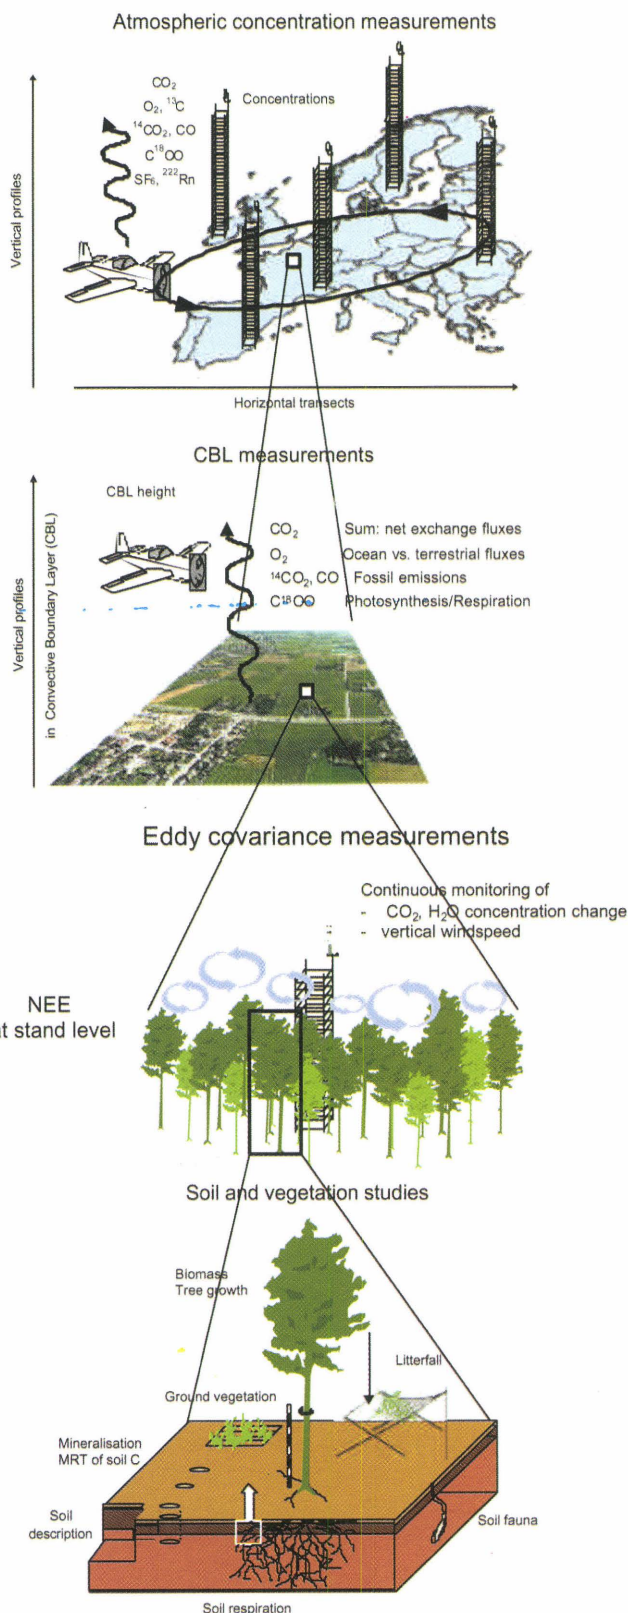 Atmospheric concentration measurements
CO₂
O₂, ¹³C
¹⁴CO₂, CO
C¹⁸OO
SF₆, ²²²Rn
Concentrations
Vertical profiles
Horizontal transects
CBL measurements
CBL height
Vertical profiles
in Convective Boundary Layer (CBL)
CO₂ Sum: net exchange fluxes
O₂ Ocean vs. terrestrial fluxes
¹⁴CO₂, CO Fossil emissions
C¹⁸OO Photosynthesis/Respiration
Eddy covariance measurements
Continuous monitoring of
- CO₂, H₂O concentration change
- vertical windspeed
NEE
at stand level
Soil and vegetation studies
Biomass
Tree growth
Litterfall
Ground vegetation
Mineralisation
MRT of soil C
Soil
description
Soil fauna
Soil respiration